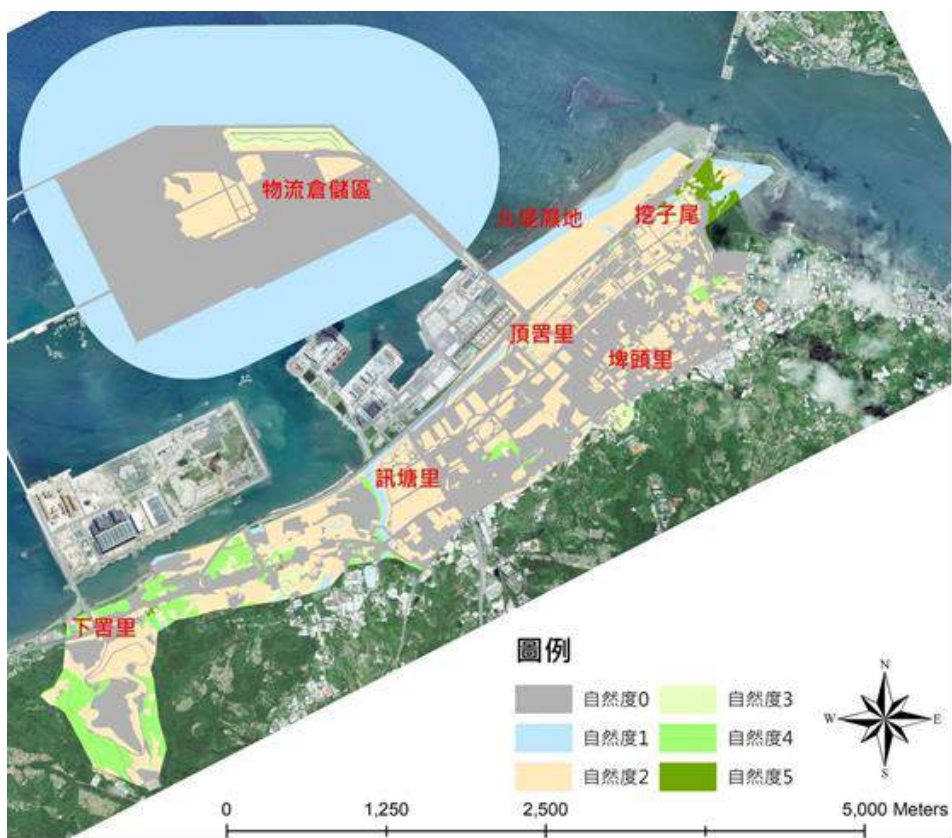 物流倉儲區
北堤濕地
挖子尾
頂罟里
埤頭里
訊塘里
下罟里
圖例
自然度0
自然度3
自然度1
自然度4
自然度2
自然度5
N
W
E
S
0
1,250
2,500
5,000 Meters